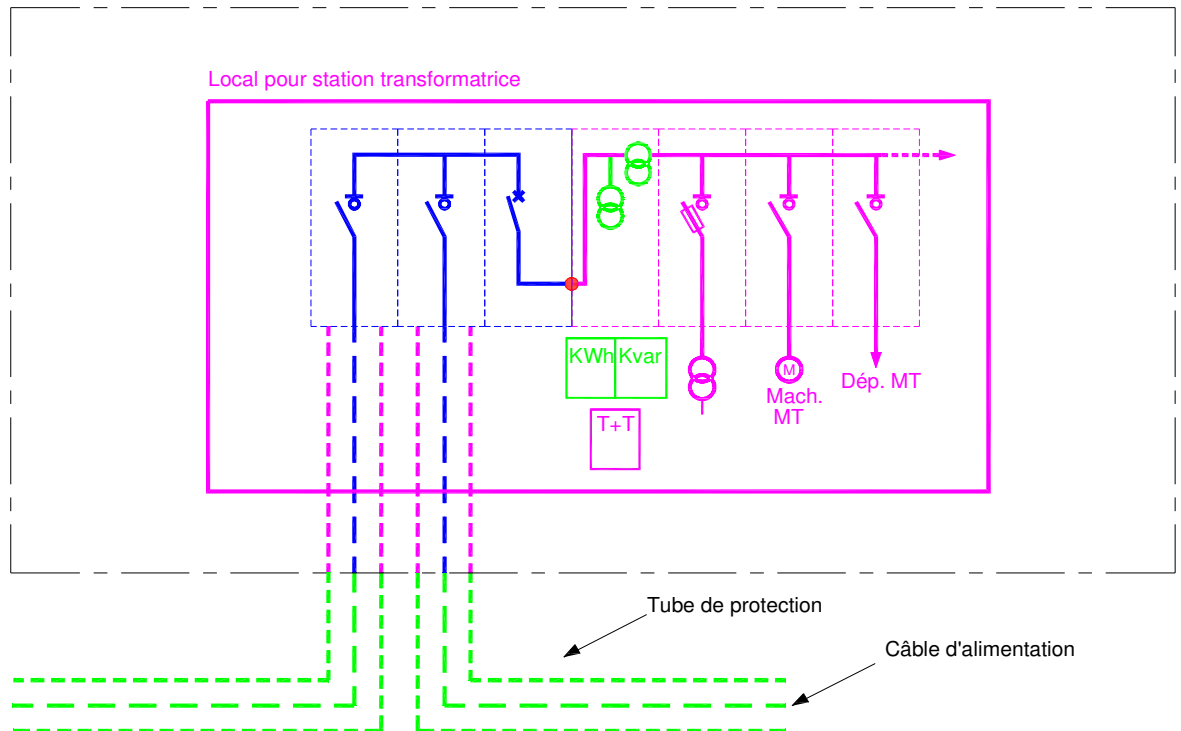 Local pour station transformatrice
KWh Kvar
T+T
M
Mach.
MT
Dép. MT
Tube de protection
Câble d'alimentation